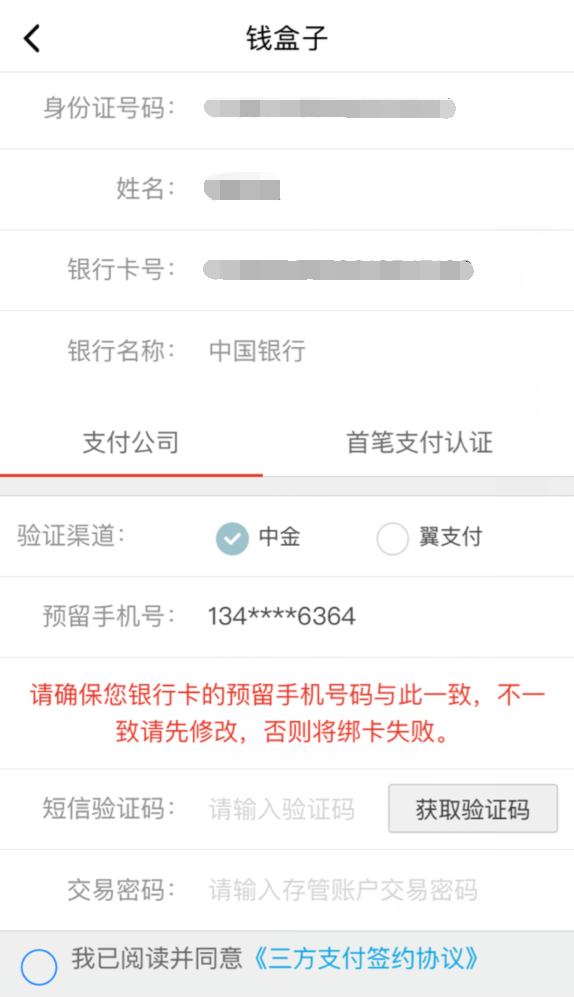 钱盒子
身份证号码：
姓名：
银行卡号：
银行名称： 中国银行
支付公司 首笔支付认证
验证渠道： 中金 翼支付
预留手机号： 134****6364
请确保您银行卡的预留手机号码与此一致，不一
致请先修改，否则将绑卡失败。
短信验证码： 请输入验证码 获取验证码
交易密码： 请输入存管账户交易密码
我已阅读并同意《三方支付签约协议》